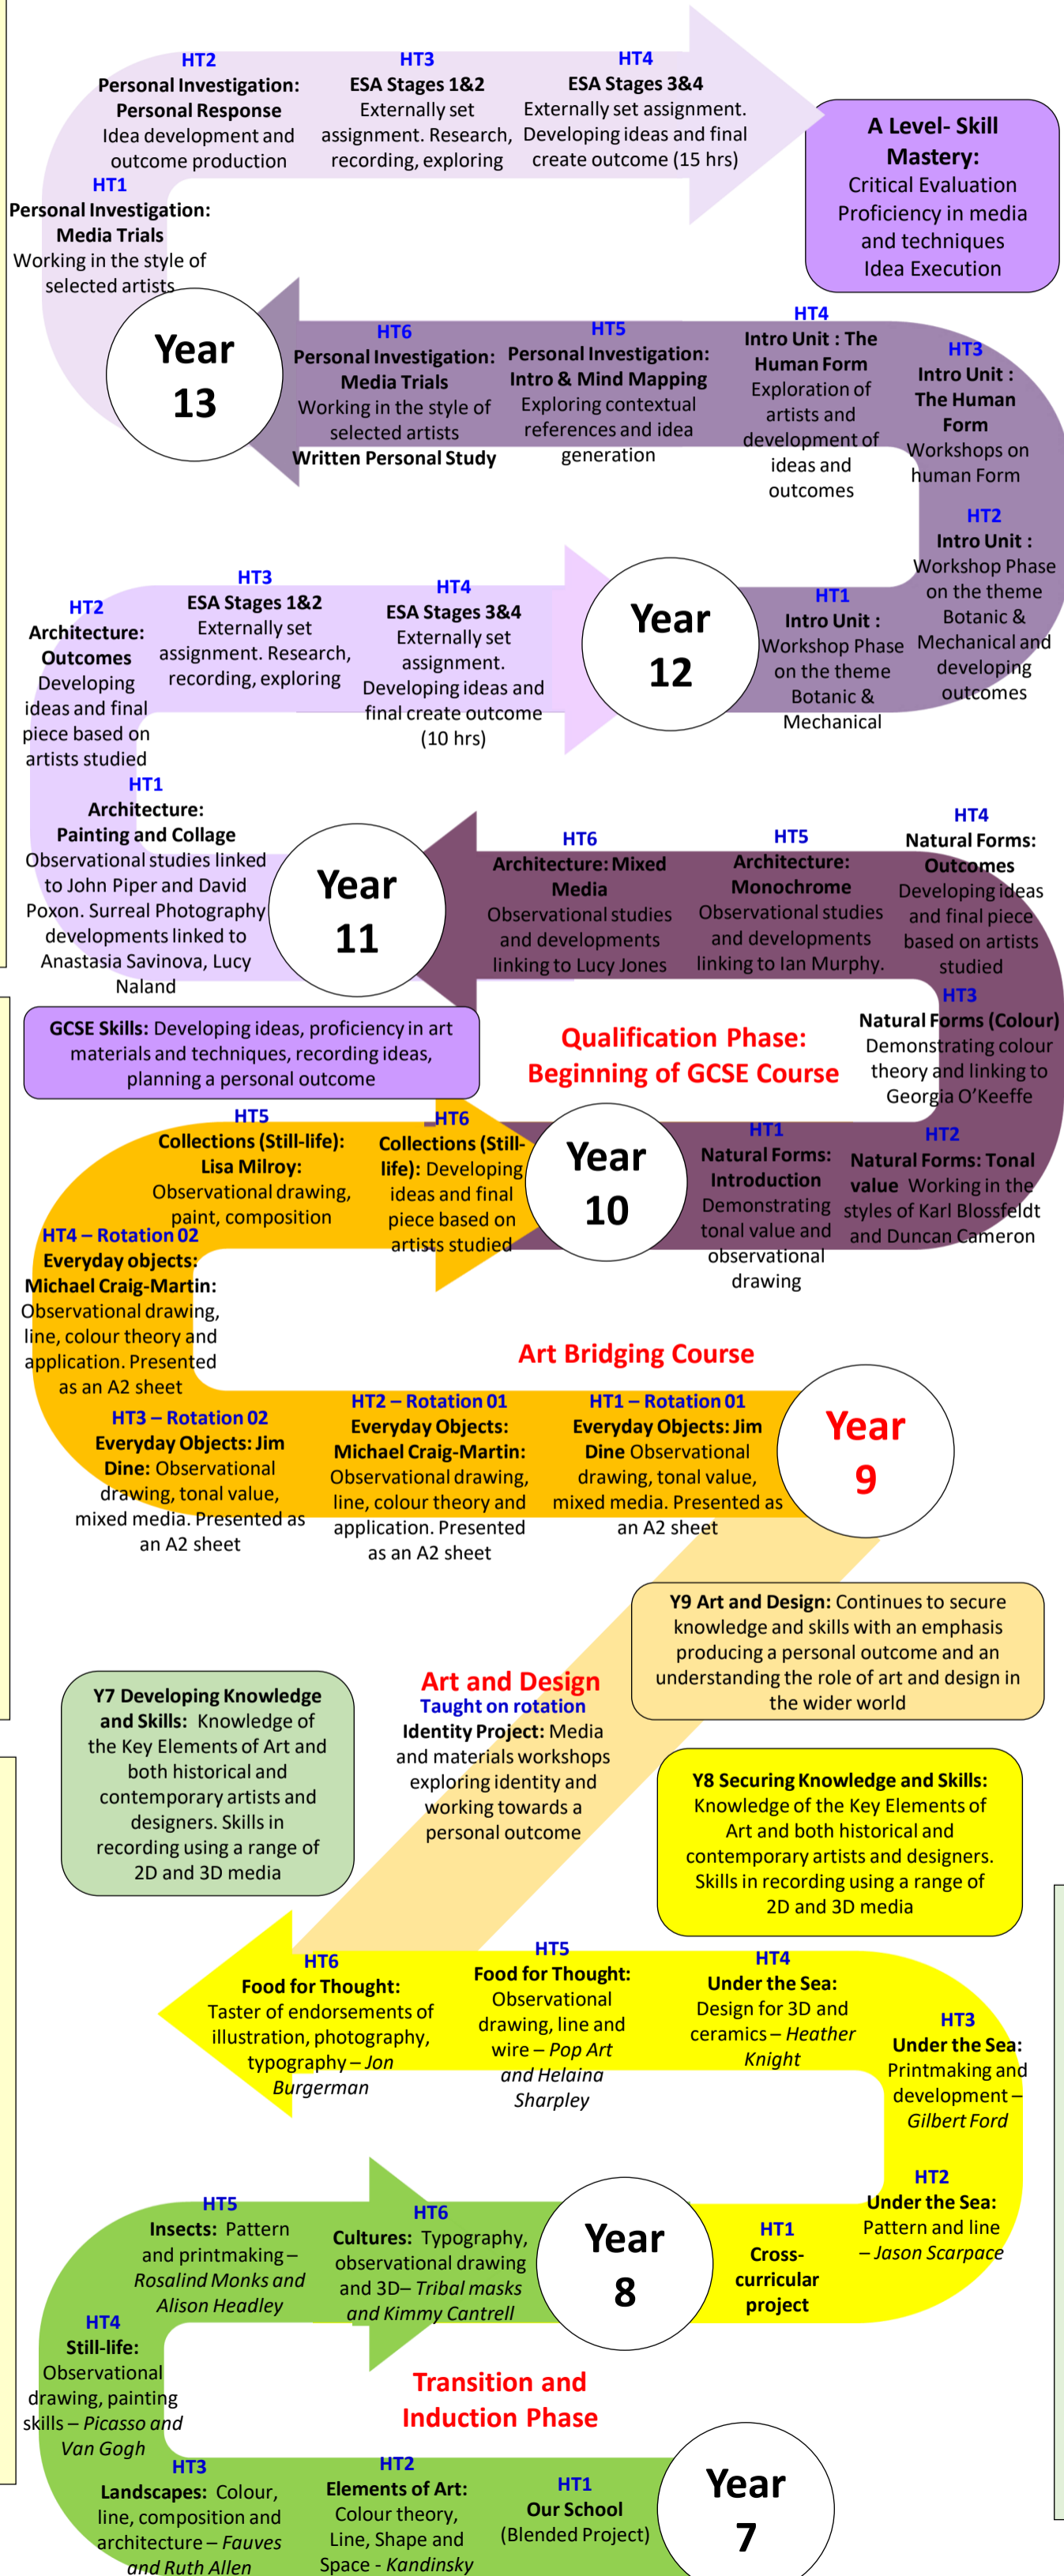 HT2
Personal Investigation:
Personal Response
Idea development and
outcome production
HT3
ESA Stages 1&2
Externally set
assignment. Research,
recording, exploring
HT4
ESA Stages 3&4
Externally set assignment.
Developing ideas and final
create outcome (15 hrs)
A Level- Skill
Mastery:
Critical Evaluation
Proficiency in media
and techniques
Idea Execution
HT1
Personal Investigation:
Media Trials
Working in the style of
selected artists
Year
13
HT6
Personal Investigation:
Media Trials
Working in the style of
selected artists
Written Personal Study
HT5
Personal Investigation:
Intro & Mind Mapping
Exploring contextual
references and idea
generation
HT4
Intro Unit : The
Human Form
Exploration of
artists and
development of
ideas and
outcomes
HT3
Intro Unit :
The Human
Form
Workshops on
human Form
HT2
Intro Unit :
Workshop Phase
on the theme
Botanic &
Mechanical and
developing
outcomes
HT1
Intro Unit :
Workshop Phase
on the theme
Botanic &
Mechanical
Year
12
HT4
ESA Stages 3&4
Externally set
assignment.
Developing ideas and
final create outcome
(10 hrs)
HT3
ESA Stages 1&2
Externally set
assignment. Research,
recording, exploring
HT2
Architecture:
Outcomes
Developing
ideas and final
piece based on
artists studied
HT1
Architecture:
Painting and Collage
Observational studies linked
to John Piper and David
Poxon. Surreal Photography
developments linked to
Anastasia Savinova, Lucy
Naland
Year
11
HT6
Architecture: Mixed
Media
Observational studies
and developments
linking to Lucy Jones
HT5
Architecture:
Monochrome
Observational studies
and developments
linking to Ian Murphy.
HT4
Natural Forms:
Outcomes
Developing ideas
and final piece
based on artists
studied
HT3
Natural Forms (Colour)
Demonstrating colour
theory and linking to
Georgia O'Keeffe
GCSE Skills: Developing ideas, proficiency in art
materials and techniques, recording ideas,
planning a personal outcome
Qualification Phase:
Beginning of GCSE Course
HT5
Collections (Still-life):
Lisa Milroy:
Observational drawing,
paint, composition
HT6
Collections (Still-
life): Developing
ideas and final
piece based on
artists studied
Year
10
HT1
Natural Forms:
Introduction
Demonstrating
tonal value and
observational
drawing
HT2
Natural Forms: Tonal
value Working in the
styles of Karl Blossfeldt
and Duncan Cameron
HT4 – Rotation 02
Everyday objects:
Michael Craig-Martin:
Observational drawing,
line, colour theory and
application. Presented
as an A2 sheet
Art Bridging Course
HT3 – Rotation 02
Everyday Objects: Jim
Dine: Observational
drawing, tonal value,
mixed media. Presented as
an A2 sheet
HT2 – Rotation 01
Everyday Objects:
Michael Craig-Martin:
Observational drawing,
line, colour theory and
application. Presented
as an A2 sheet
HT1 – Rotation 01
Everyday Objects: Jim
Dine Observational
drawing, tonal value,
mixed media. Presented as
an A2 sheet
Year
9
Y9 Art and Design: Continues to secure
knowledge and skills with an emphasis
producing a personal outcome and an
understanding the role of art and design in
the wider world
Art and Design
Taught on rotation
Identity Project: Media
and materials workshops
exploring identity and
working towards a
personal outcome
Y7 Developing Knowledge
and Skills: Knowledge of
the Key Elements of Art and
both historical and
contemporary artists and
designers. Skills in
recording using a range of
2D and 3D media
Y8 Securing Knowledge and Skills:
Knowledge of the Key Elements of
Art and both historical and
contemporary artists and designers.
Skills in recording using a range of
2D and 3D media
HT6
Food for Thought:
Taster of endorsements of
illustration, photography,
typography – Jon
Burgerman
HT5
Food for Thought:
Observational
drawing, line and
wire – Pop Art
and Helaina
Sharpley
HT4
Under the Sea:
Design for 3D and
ceramics – Heather
Knight
HT3
Under the Sea:
Printmaking and
development –
Gilbert Ford
HT2
Under the Sea:
Pattern and line
– Jason Scarpace
HT1
Cross-
curricular
project
Year
8
HT5
Insects: Pattern
and printmaking –
Rosalind Monks and
Alison Headley
HT6
Cultures: Typography,
observational drawing
and 3D– Tribal masks
and Kimmy Cantrell
HT4
Still-life:
Observational
drawing, painting
skills – Picasso and
Van Gogh
Transition and
Induction Phase
HT3
Landscapes: Colour,
line, composition and
architecture – Fauves
and Ruth Allen
HT2
Elements of Art:
Colour theory,
Line, Shape and
Space - Kandinsky
HT1
Our School
(Blended Project)
Year
7